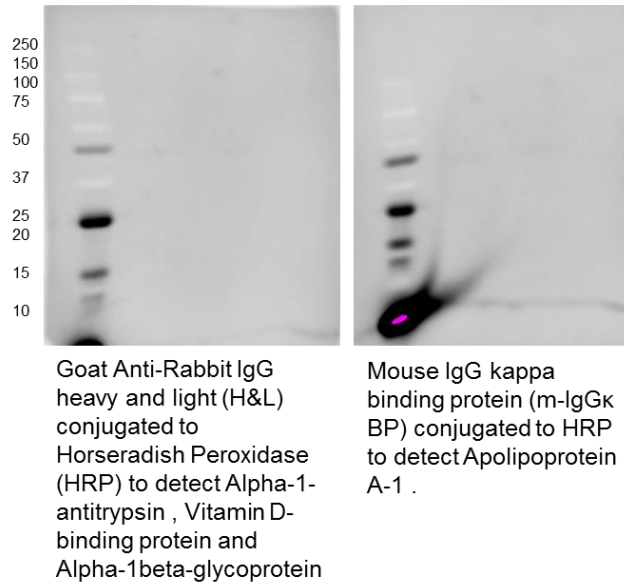 250
150
100
75
50
37
25
20
15
10
Goat Anti-Rabbit IgG
heavy and light (H&L)
conjugated to
Horseradish Peroxidase
(HRP) to detect Alpha-1-
antitrypsin , Vitamin D-
binding protein and
Alpha-1beta-glycoprotein
Mouse IgG kappa
binding protein (m-IgGκ
BP) conjugated to HRP
to detect Apolipoprotein
A-1 .